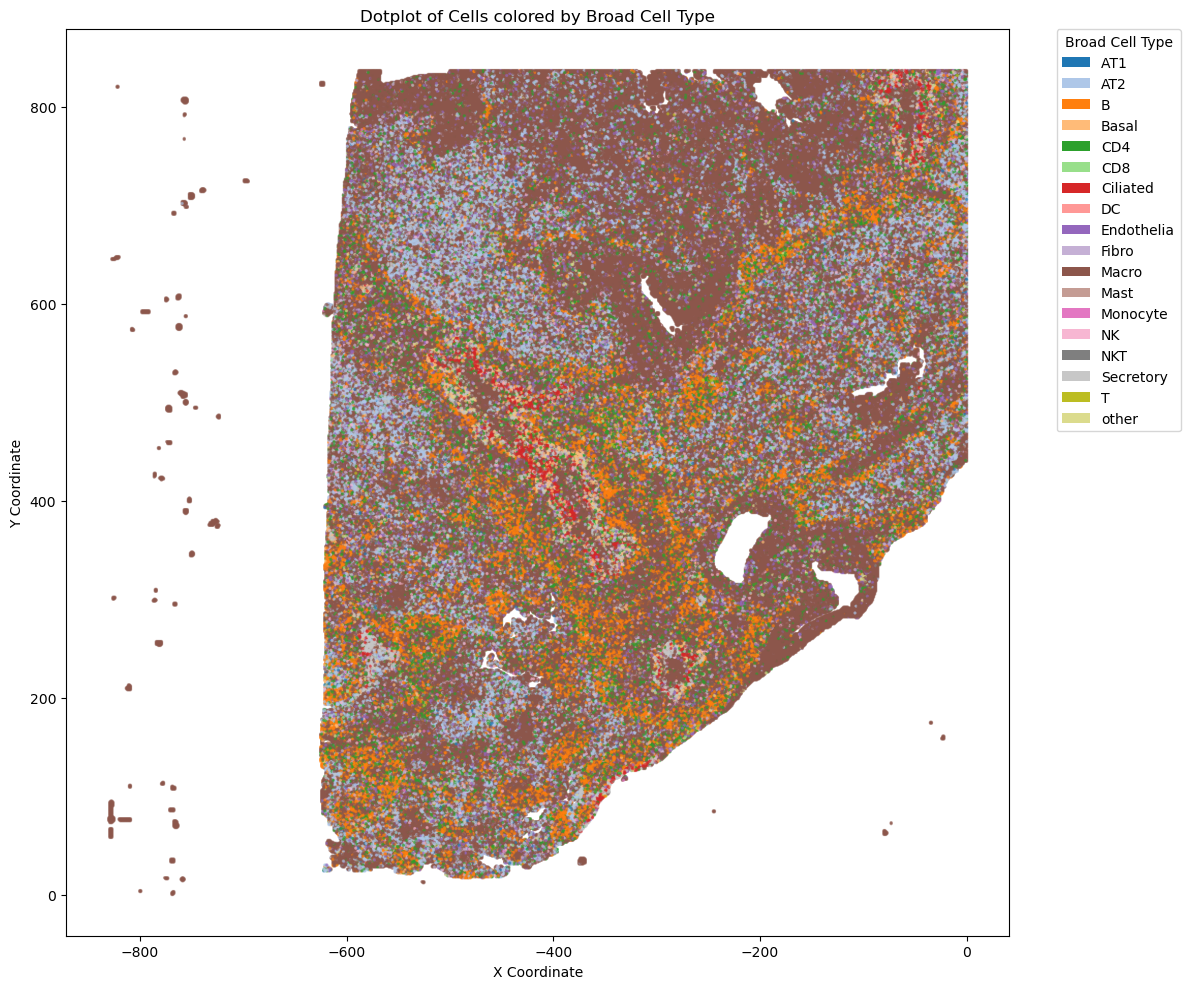 Dotplot of Cells colored by Broad Cell Type
Broad Cell Type
AT1
AT2
B
Basal
CD4
CD8
Ciliated
DC
Endothelia
Fibro
Macro
Mast
Monocyte
NK
NKT
Secretory
T
other
Y Coordinate
800
600
400
200
0
−800
−600
−400
−200
0
X Coordinate